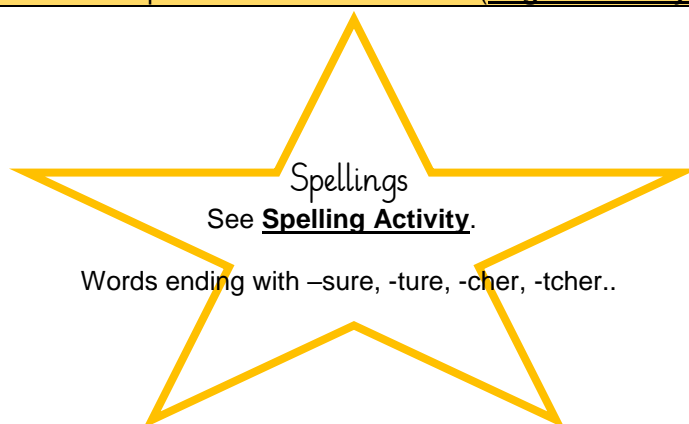 Spellings
See Spelling Activity.
Words ending with –sure, -ture, -cher, -tcher..